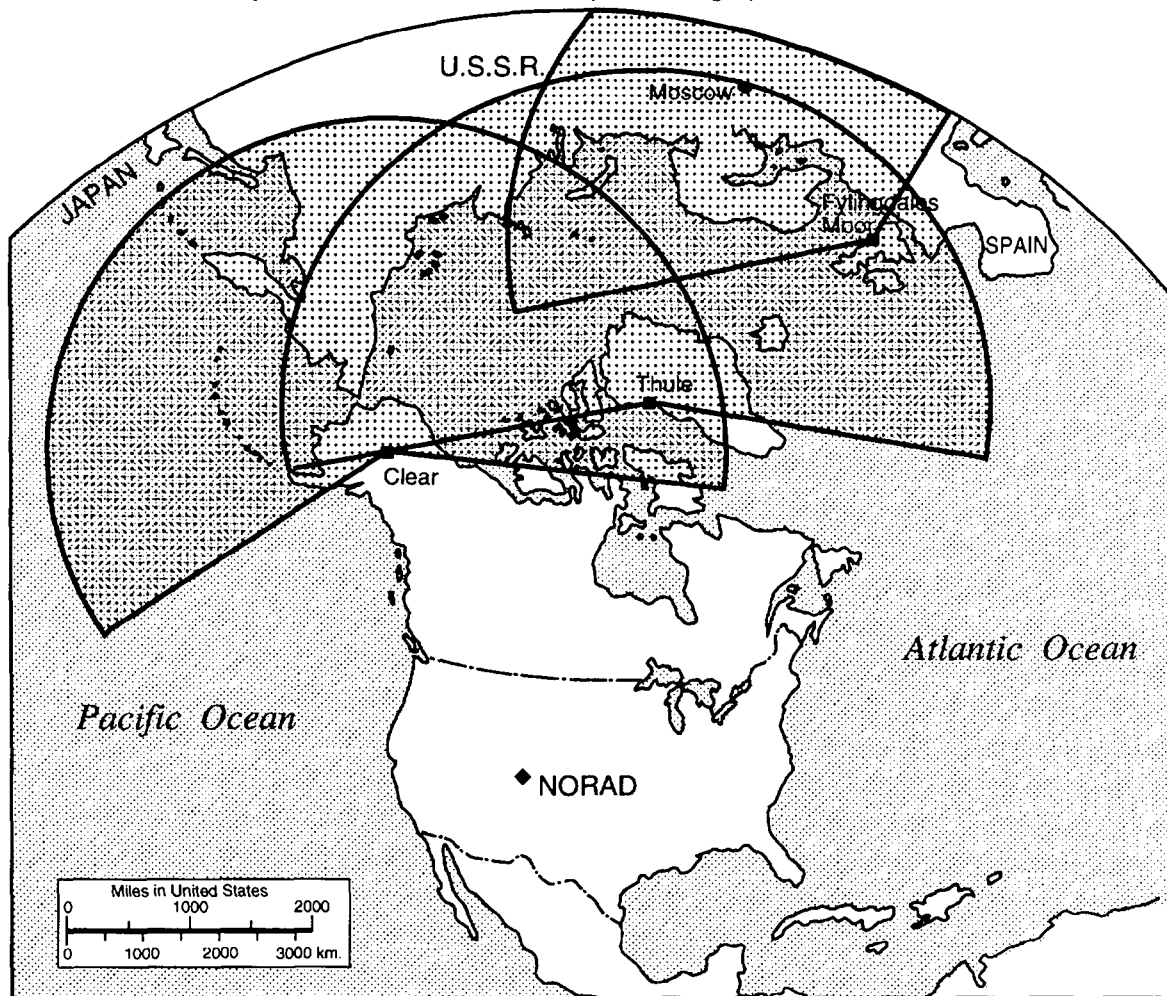 U.S.S.R.
Moscow
JAPAN
Fylingdales
Moor
SPAIN
Thule
Clear
Atlantic Ocean
Pacific Ocean
NORAD
Miles in United States
0 1000 2000
0 1000 2000 3000 km.